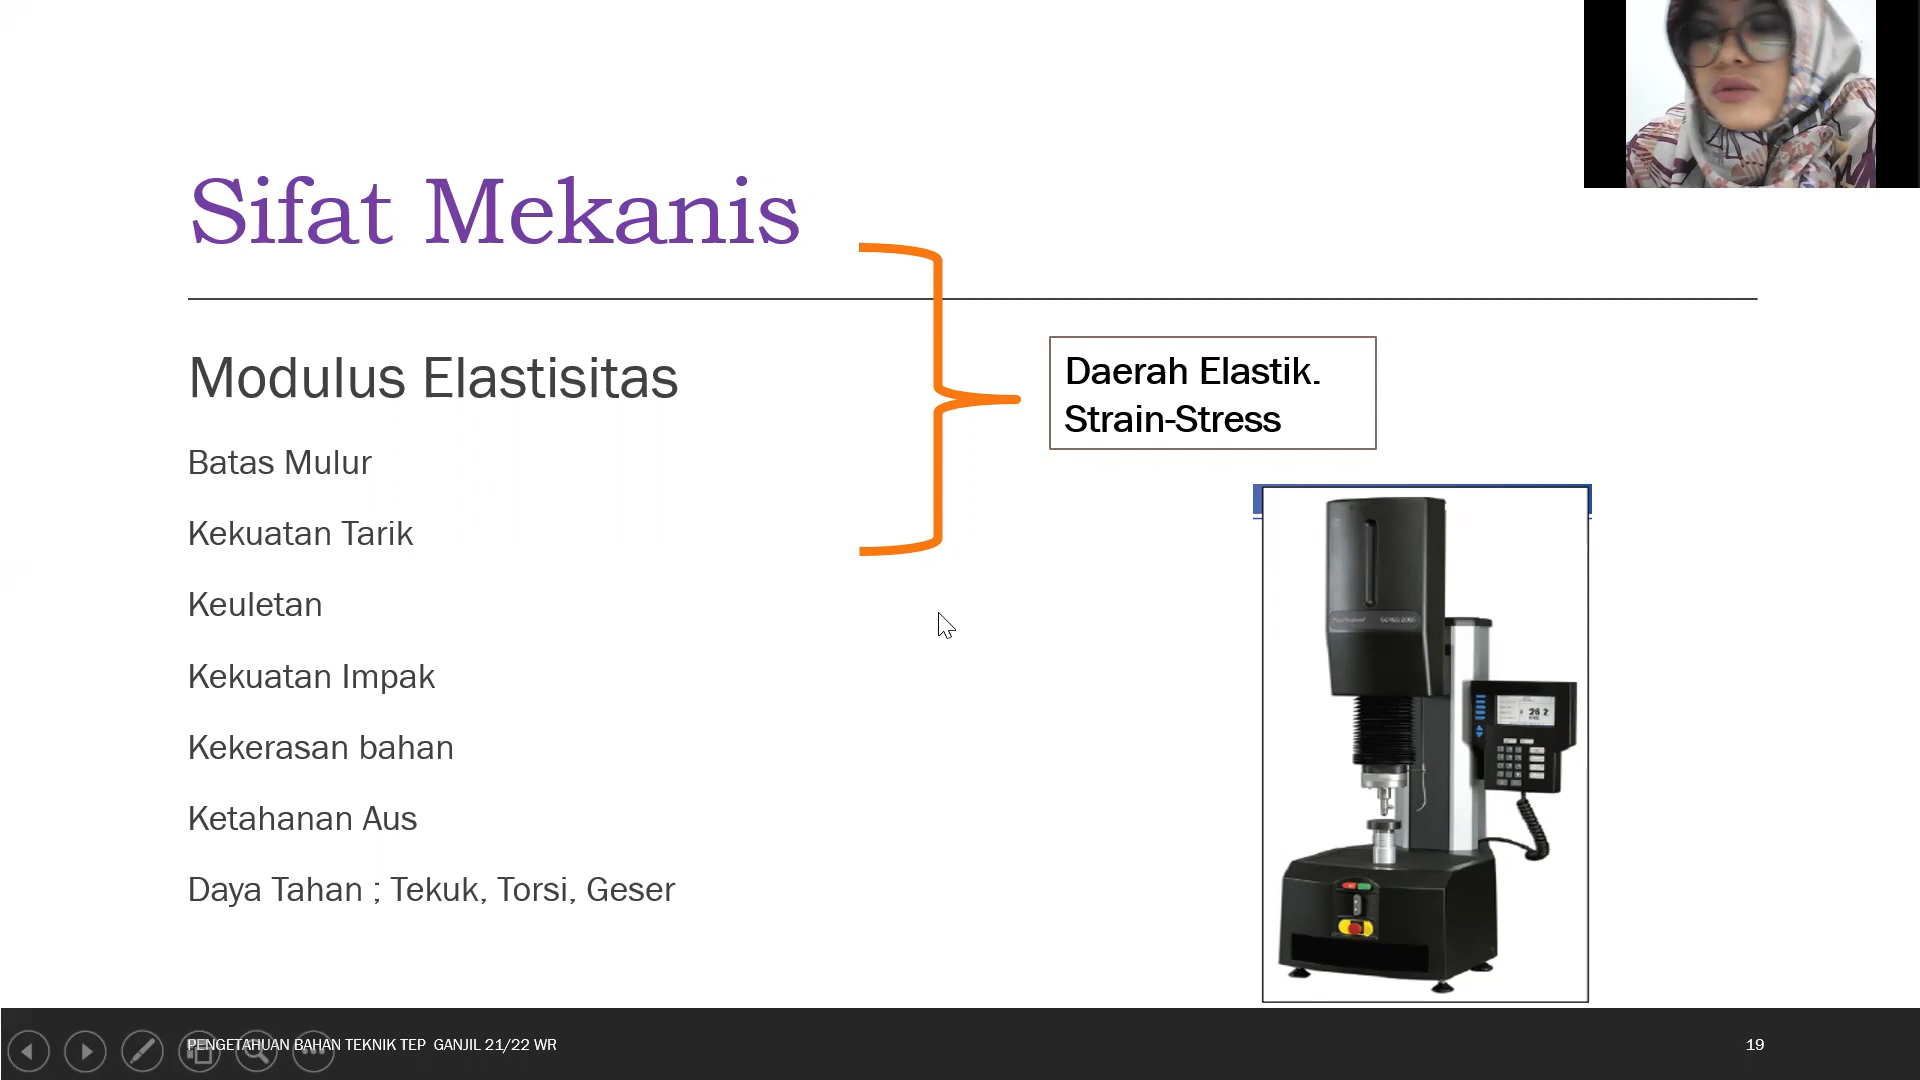 Sifat Mekanis
Modulus Elastisitas
Batas Mulur
Kekuatan Tarik
Keuletan
Kekuatan Impak
Kekerasan bahan
Ketahanan Aus
Daya Tahan ; Tekuk, Torsi, Geser
Daerah Elastik.
Strain-Stress
PENGETAHUAN BAHAN TEKNIK TEP GANJIL 21/22 WR
19